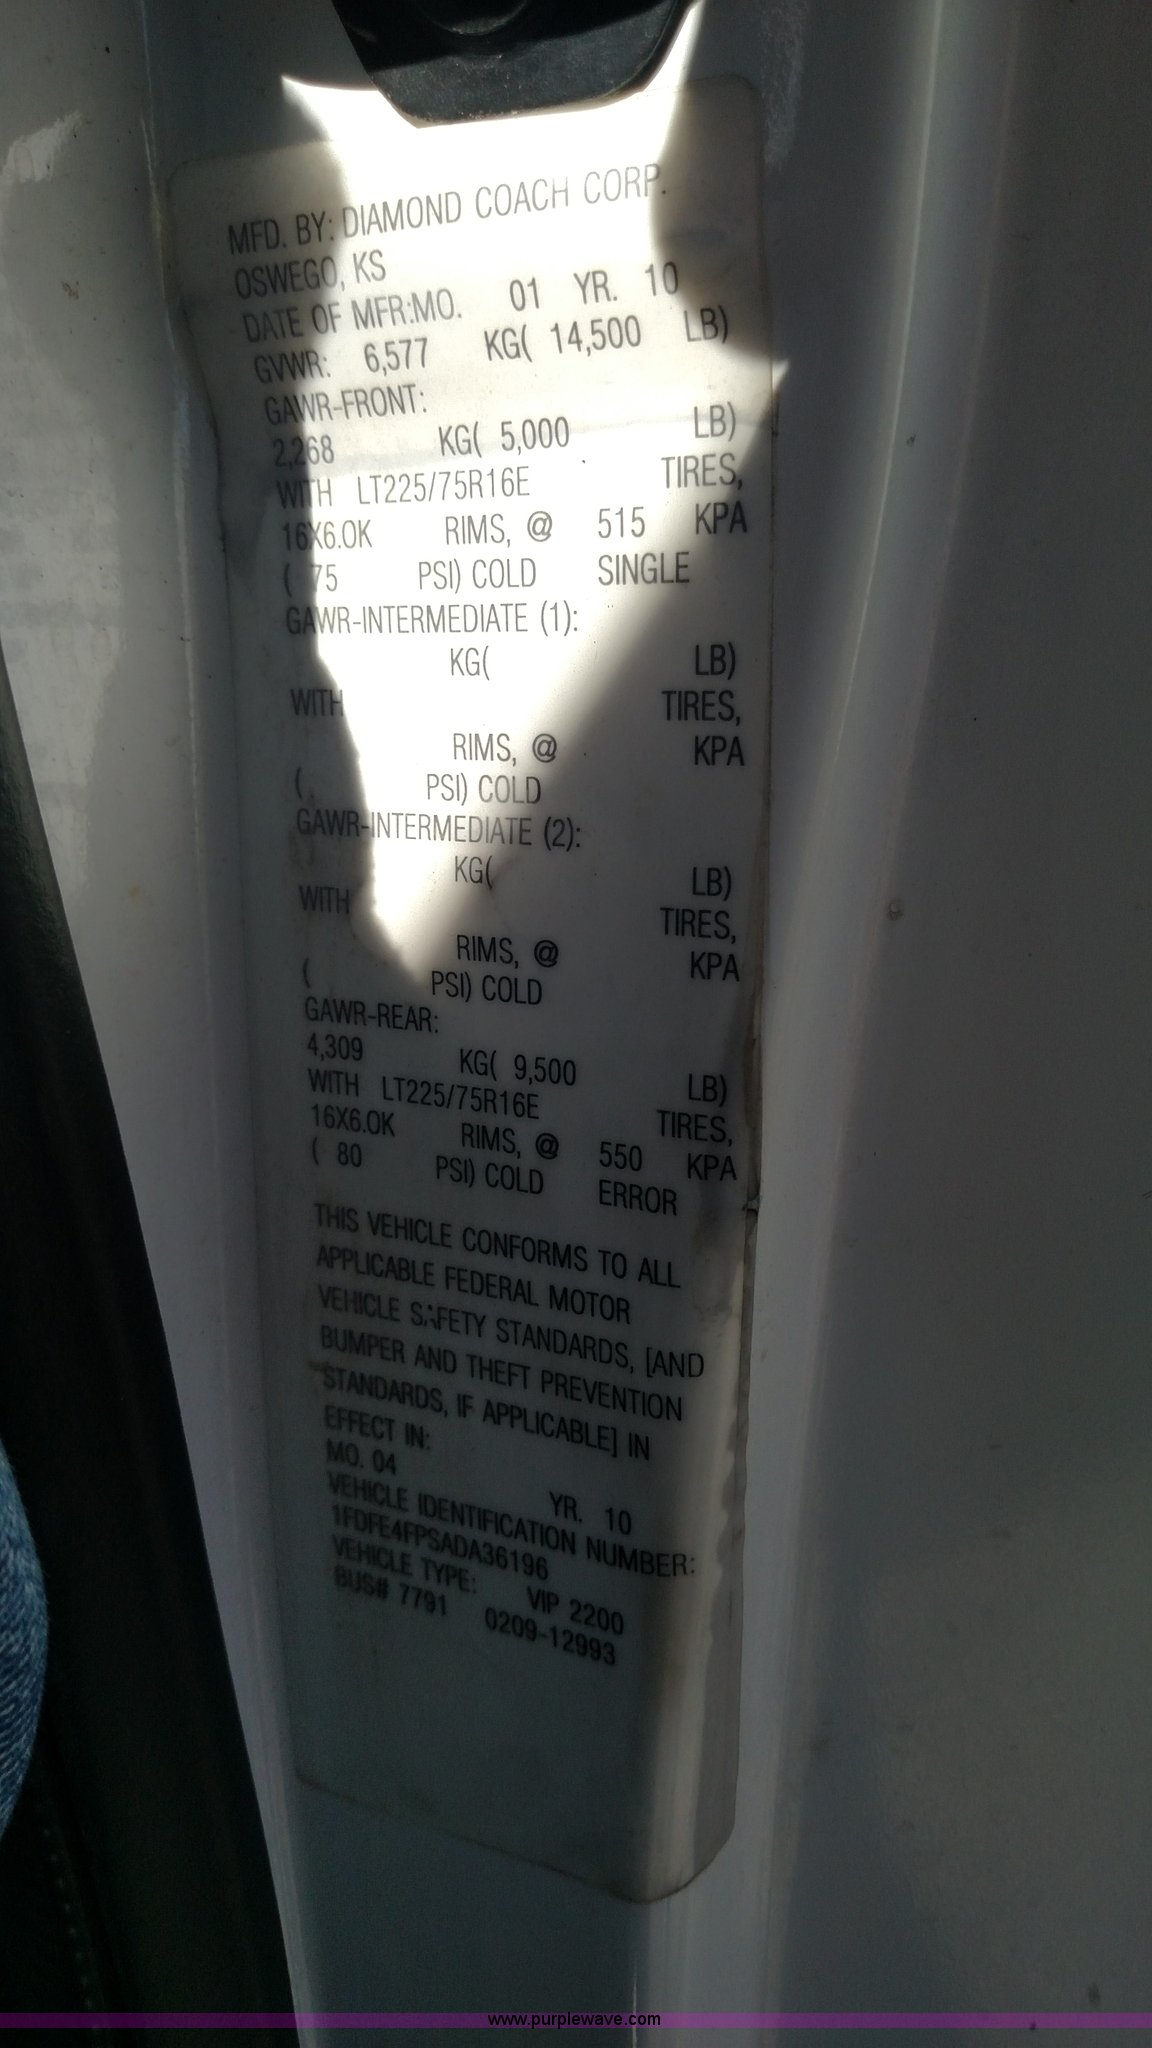 MFD. BY: DIAMOND COACH CORP.
OSWEGO, KS
DATE OF MFR:MO. 01 YR. 10
GVWR: 6,577 KG( 14,500 LB)
GAWR-FRONT:
2,268 KG( 5,000 LB)
WITH LT225/75R16E TIRES,
16X6.0K RIMS, @ 515 KPA
( 75 PSI) COLD SINGLE
GAWR-INTERMEDIATE (1):
KG( LB)
WITH TIRES,
RIMS, @ KPA
( PSI) COLD
GAWR-INTERMEDIATE (2):
KG( LB)
WITH TIRES,
RIMS, @ KPA
( PSI) COLD
GAWR-REAR:
4,309 KG( 9,500 LB)
WITH LT225/75R16E TIRES,
16X6.0K RIMS, @ 550 KPA
( 80 PSI) COLD ERROR
THIS VEHICLE CONFORMS TO ALL
APPLICABLE FEDERAL MOTOR
VEHICLE SAFETY STANDARDS, [AND
BUMPER AND THEFT PREVENTION
STANDARDS, IF APPLICABLE] IN
EFFECT IN:
MO. 04 YR. 10
VEHICLE IDENTIFICATION NUMBER:
1FDFE4FPSADA36196
VEHICLE TYPE: VIP 2200
BUS# 7791 0209-12993
www.purplewave.com